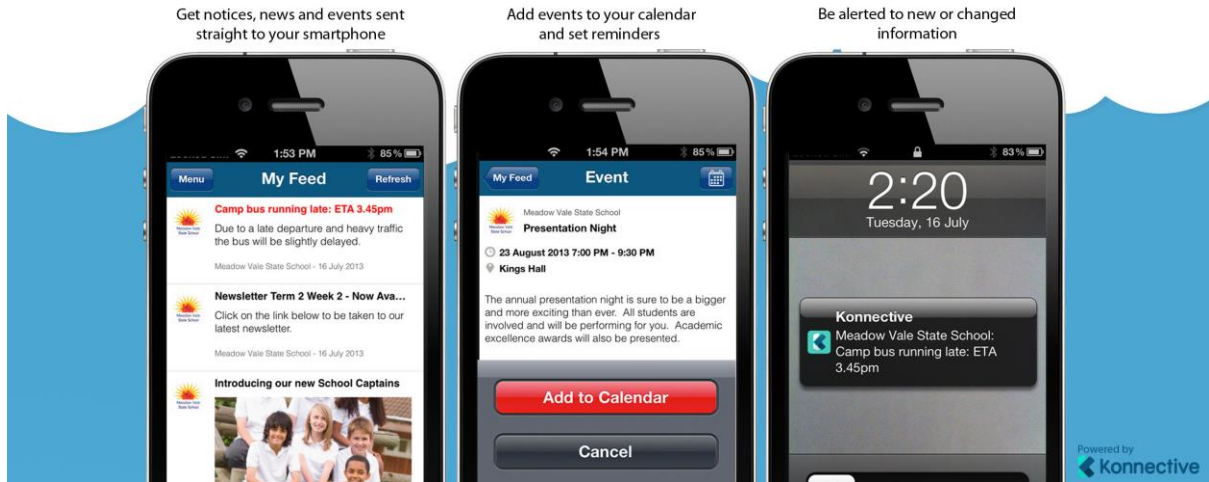 Get notices, news and events sent
straight to your smartphone
Add events to your calendar
and set reminders
Be alerted to new or changed
information
1:53 PM
85%
Menu
My Feed
Refresh
Camp bus running late: ETA 3.45pm
Due to a late departure and heavy traffic
the bus will be slightly delayed.
Meadow Vale State School - 16 July 2013
Newsletter Term 2 Week 2 - Now Ava...
Click on the link below to be taken to our
latest newsletter.
Meadow Vale State School - 16 July 2013
Introducing our new School Captains
1:54 PM
85%
My Feed
Event
Meadow Vale State School
Presentation Night
23 August 2013 7:00 PM - 9:30 PM
Kings Hall
The annual presentation night is sure to be a bigger
and more exciting than ever. All students are
involved and will be performing for you. Academic
excellence awards will also be presented.
Add to Calendar
Cancel
83%
2:20
Tuesday, 16 July
Konnective
Meadow Vale State School:
Camp bus running late: ETA
3.45pm
Powered by
Konnective